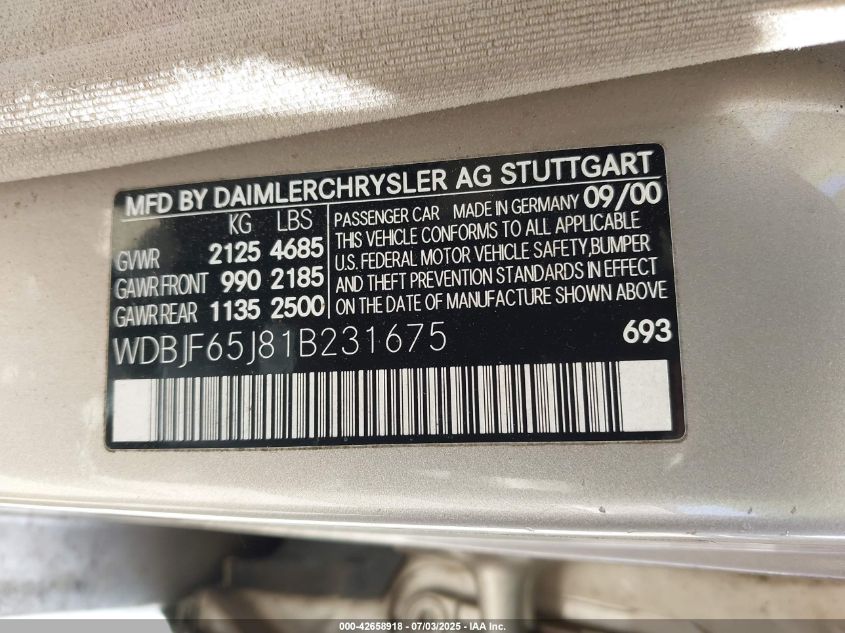 MFD BY DAIMLERCHRYSLER AG STUTTGART
KG LBS
GVWR 2125 4685
GAWR FRONT 990 2185
GAWR REAR 1135 2500
PASSENGER CAR MADE IN GERMANY 09/00
THIS VEHICLE CONFORMS TO ALL APPLICABLE
U.S. FEDERAL MOTOR VEHICLE SAFETY,BUMPER
AND THEFT PREVENTION STANDARDS IN EFFECT
ON THE DATE OF MANUFACTURE SHOWN ABOVE
WDBJF65J81B231675 693
000-42658918 - 07/03/2025 - IAA Inc.